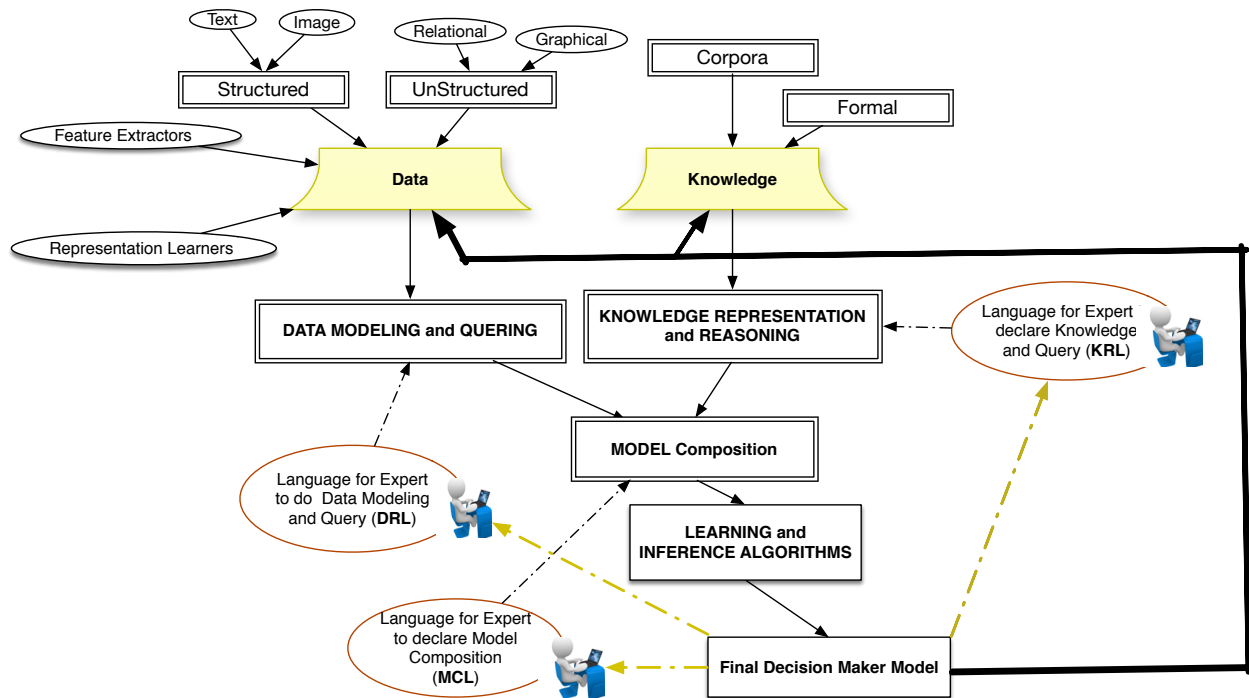 Text
Image
Relational
Graphical
Structured
UnStructured
Corpora
Formal
Feature Extractors
Data
Knowledge
Representation Learners
DATA MODELING and QUERING
KNOWLEDGE REPRESENTATION
and REASONING
Language for Expert
declare Knowledge
and Query (KRL)
MODEL Composition
Language for Expert
to do Data Modeling
and Query (DRL)
LEARNING and
INFERENCE ALGORITHMS
Language for Expert
to declare Model
Composition
(MCL)
Final Decision Maker Model